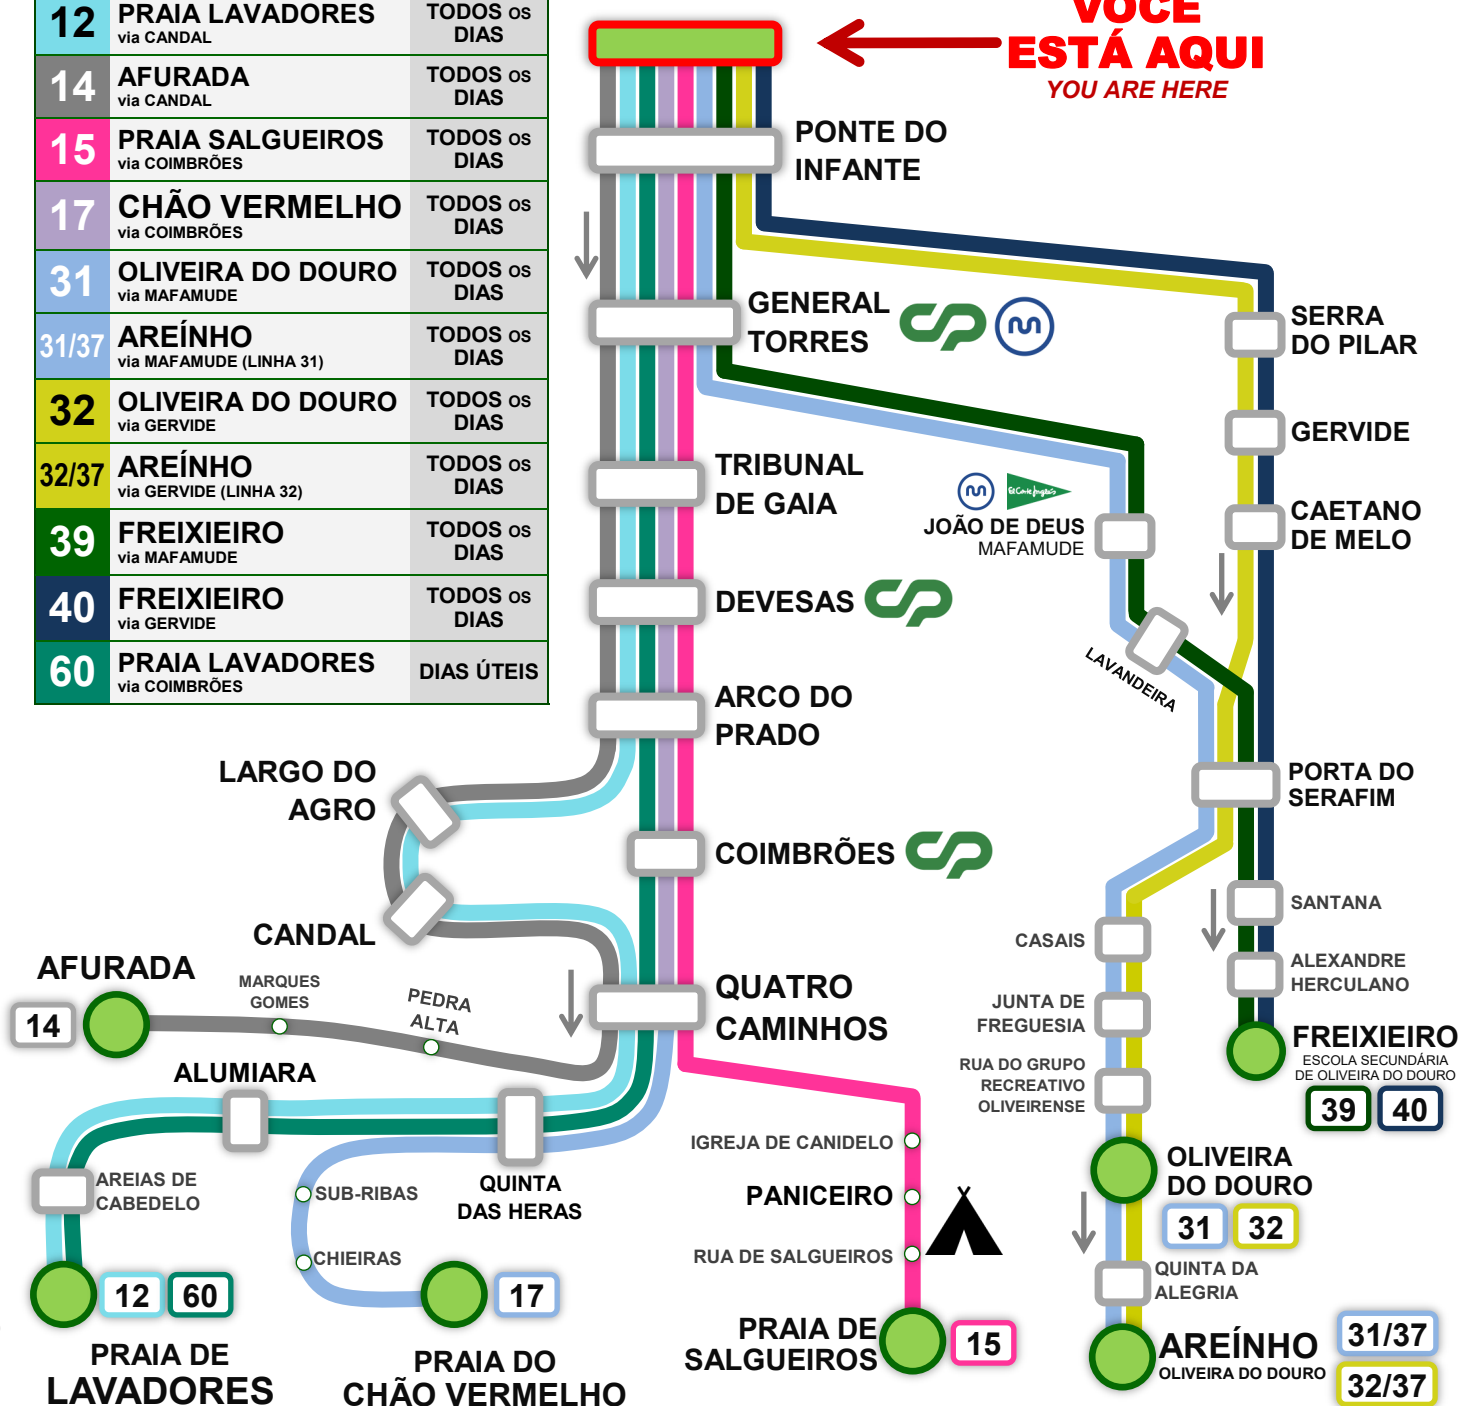 12 PRAIA LAVADORES TODOS OS
via CANDAL DIAS
14 AFURADA TODOS OS
via CANDAL DIAS
15 PRAIA SALGUEIROS TODOS OS
via COIMBRÕES DIAS
17 CHÃO VERMELHO TODOS OS
via COIMBRÕES DIAS
31 OLIVEIRA DO DOURO TODOS OS
via MAFAMUDE DIAS
31/37 AREÍNHO TODOS OS
via MAFAMUDE (LINHA 31) DIAS
32 OLIVEIRA DO DOURO TODOS OS
via GERVIDE DIAS
32/37 AREÍNHO TODOS OS
via GERVIDE (LINHA 32) DIAS
39 FREIXIEIRO TODOS OS
via MAFAMUDE DIAS
40 FREIXIEIRO TODOS OS
via GERVIDE DIAS
60 PRAIA LAVADORES DIAS ÚTEIS
via COIMBRÕES
VOCÊ
ESTÁ AQUI
YOU ARE HERE
PONTE DO
INFANTE
GENERAL
TORRES
TRIBUNAL
DE GAIA
DEVESAS
ARCO DO
PRADO
LARGO DO
AGRO
COIMBRÕES
CANDAL
QUATRO
CAMINHOS
AFURADA
14
MARQUES
GOMES
PEDRA
ALTA
ALUMIARA
QUINTA
DAS HERAS
AREIAS DE
CABEDELO
12 60
PRAIA DE
LAVADORES
SUB-RIBAS
CHIEIRAS
17
PRAIA DO
CHÃO VERMELHO
IGREJA DE CANIDELO
PANICEIRO
RUA DE SALGUEIROS
PRAIA DE
SALGUEIROS
15
SERRA
DO PILAR
GERVIDE
CAETANO
DE MELO
El Corte Inglés
JOÃO DE DEUS
MAFAMUDE
LAVANDEIRA
PORTA DO
SERAFIM
SANTANA
ALEXANDRE
HERCULANO
FREIXIEIRO
ESCOLA SECUNDÁRIA
DE OLIVEIRA DO DOURO
39 40
CASAIS
JUNTA DE
FREGUESIA
RUA DO GRUPO
RECREATIVO
OLIVEIRENSE
OLIVEIRA
DO DOURO
31 32
QUINTA DA
ALEGRIA
AREÍNHO
OLIVEIRA DO DOURO
31/37
32/37